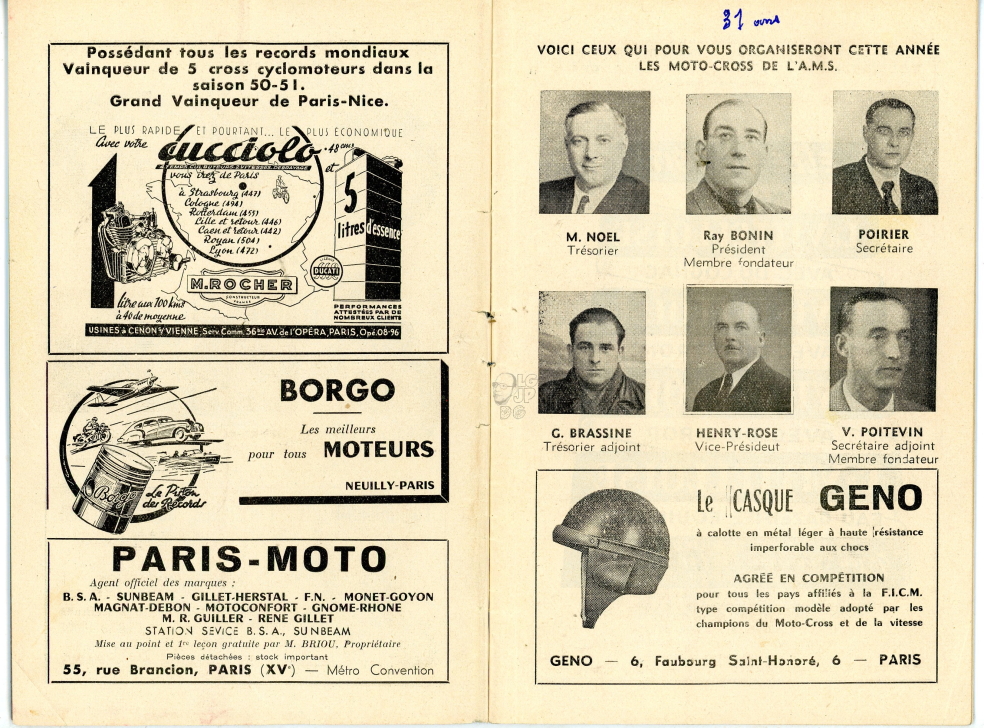 Possédant tous les records mondiaux
Vainqueur de 5 cross cyclomoteurs dans la
saison 50-51.
Grand Vainqueur de Paris-Nice.
LE PLUS RAPIDE ET POURTANT... LE PLUS ÉCONOMIQUE
Avec votre cucciolo 48 cm3
vous irez de Paris
à Strasbourg (447)
Cologne (494)
Rotterdam (455)
Lille et retour (446)
Caen et retour (442)
Royan (504)
Lyon (472)
et
5
litres d'essence
DUCATI
M. ROCHER
CONSTRUCTEUR
1 litre aux 100 kms
à 40 de moyenne
PERFORMANCES
ATTESTÉES PAR DE
NOMBREUX CLIENTS
USINES à CENON s/ VIENNE, Serv. Comm. 36 bis AV. de l'OPÉRA, PARIS, Opé. 08-96
BORGO
Les meilleurs
pour tous MOTEURS
NEUILLY-PARIS
Borgo
Le Piston
des Records
PARIS-MOTO
Agent officiel des marques :
B.S.A. - SUNBEAM - GILLET-HERSTAL - F.N. - MONET-GOYON
MAGNAT-DEBON - MOTOCONFORT - GNOME-RHONE
M. R. GUILLER - RENE GILLET
STATION SEVICE B.S.A., SUNBEAM
Mise au point et 1re leçon gratuite par M. BRIOU, Propriétaire
Pièces détachées : stock important
55, rue Brancion, PARIS (XVe) — Métro Convention
31
VOICI CEUX QUI POUR VOUS ORGANISERONT CETTE ANNÉE
LES MOTO-CROSS DE L'A.M.S.
M. NOEL
Trésorier
Ray BONIN
Président
Membre fondateur
POIRIER
Secrétaire
G. BRASSINE
Trésorier adjoint
HENRY-ROSE
Vice-Présideut
V. POITEVIN
Secrétaire adjoint
Membre fondateur
Le CASQUE GENO
à calotte en métal léger à haute résistance
imperforable aux chocs
AGRÉÉ EN COMPÉTITION
pour tous les pays affiliés à la F.I.C.M.
type compétition modèle adopté par les
champions du Moto-Cross et de la vitesse
GENO — 6, Faubourg Saint-Honoré, 6 — PARIS